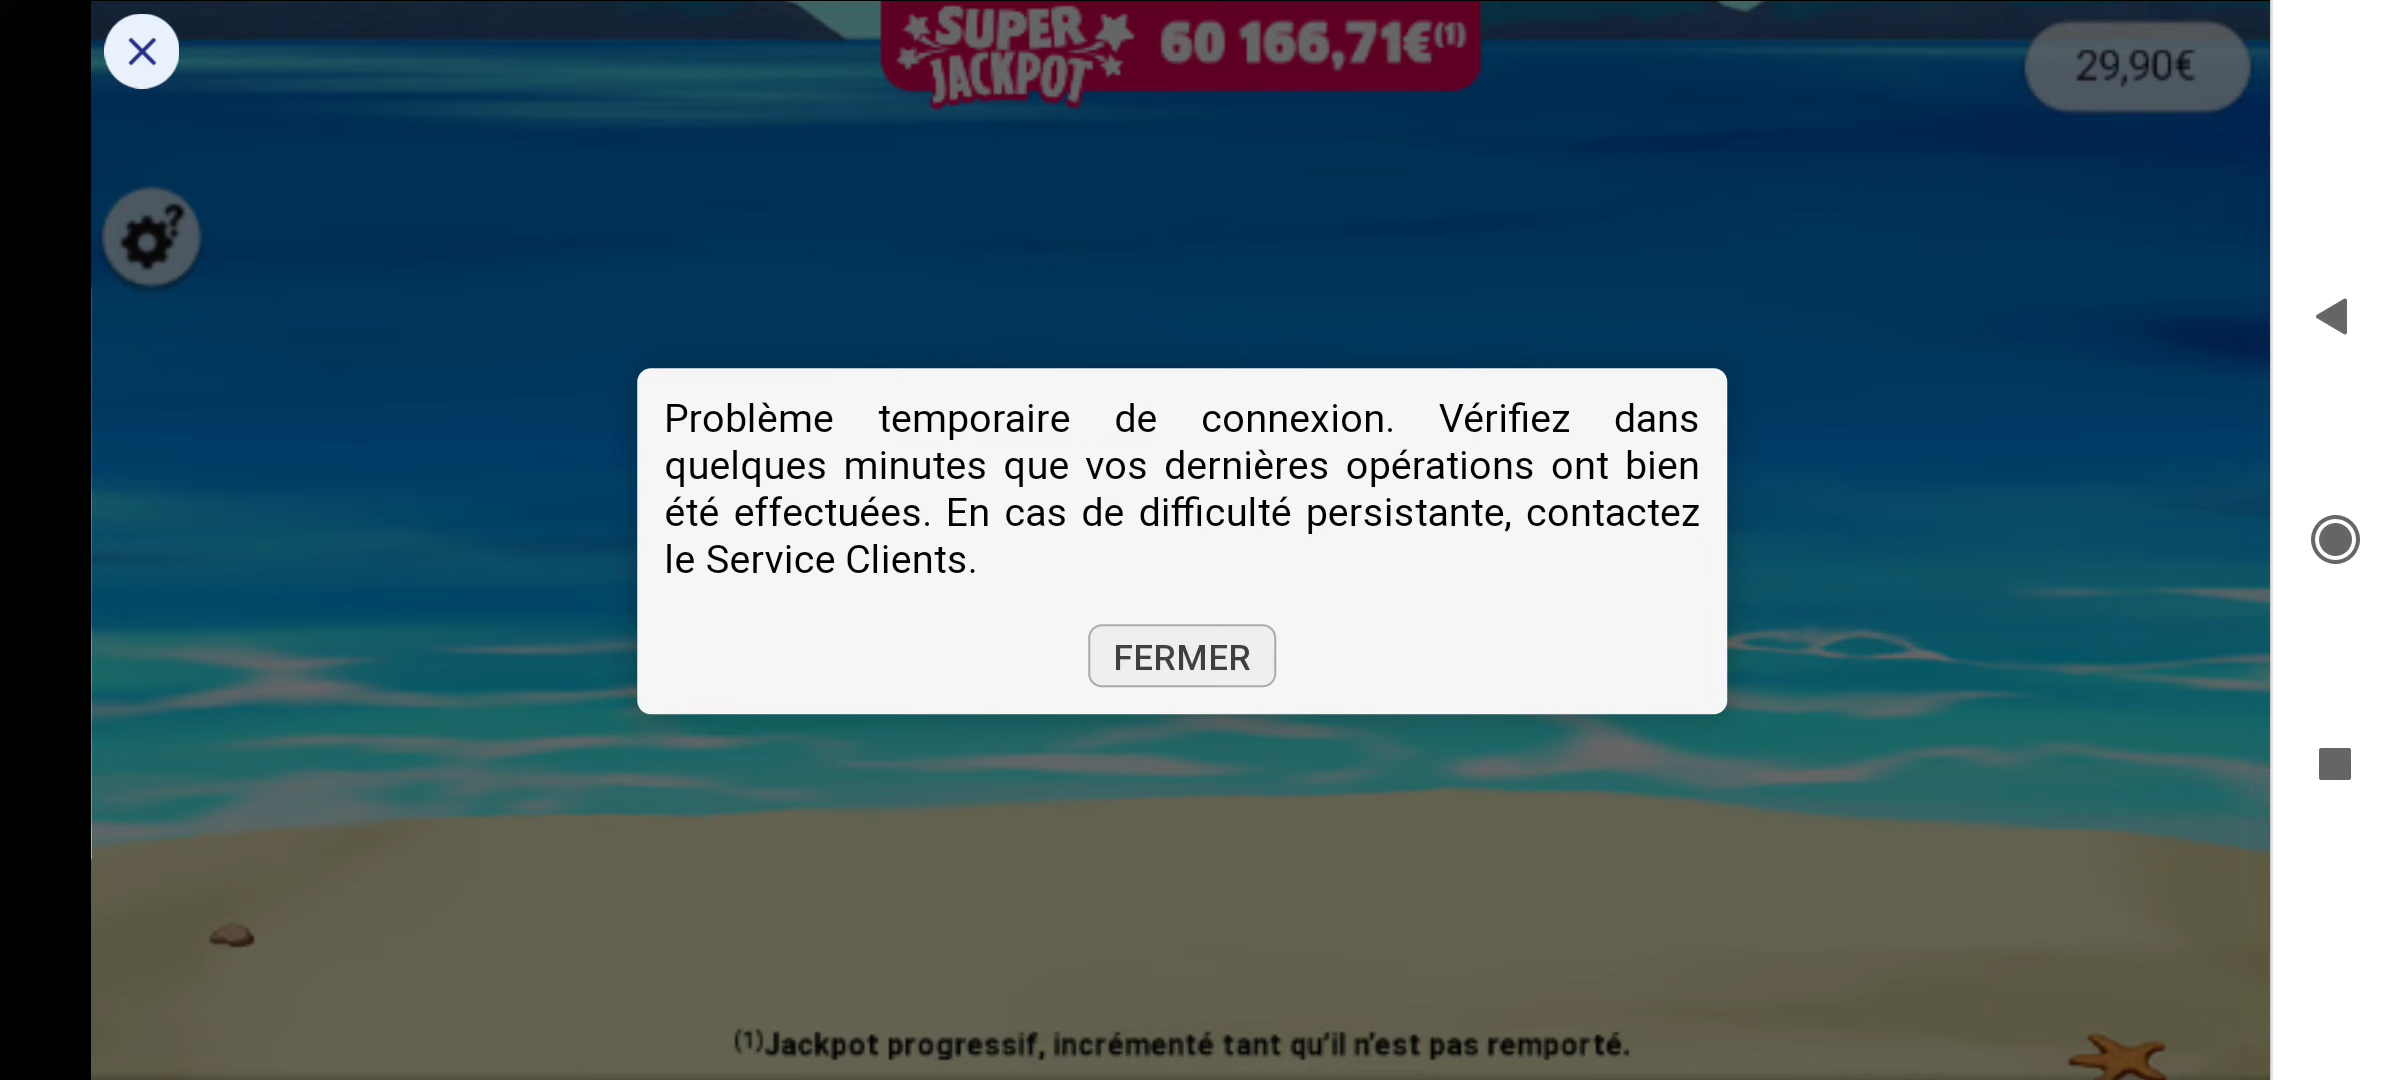 SUPER
JACKPOT
60 166,71€(1)
29,90€
?
Problème temporaire de connexion. Vérifiez dans
quelques minutes que vos dernières opérations ont bien
été effectuées. En cas de difficulté persistante, contactez
le Service Clients.
FERMER
(1)Jackpot progressif, incrémenté tant qu'il n'est pas remporté.